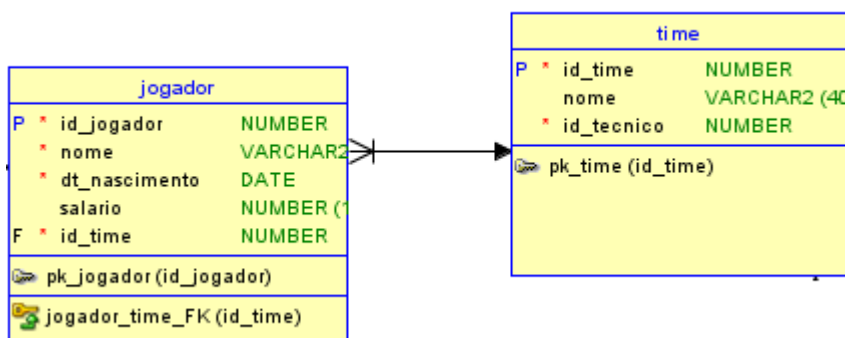 jogador
P * id_jogador NUMBER
* nome VARCHAR2
* dt_nascimento DATE
salario NUMBER (
F * id_time NUMBER
pk_jogador (id_jogador)
jogador_time_FK (id_time)
time
P * id_time NUMBER
nome VARCHAR2 (40
* id_tecnico NUMBER
pk_time (id_time)